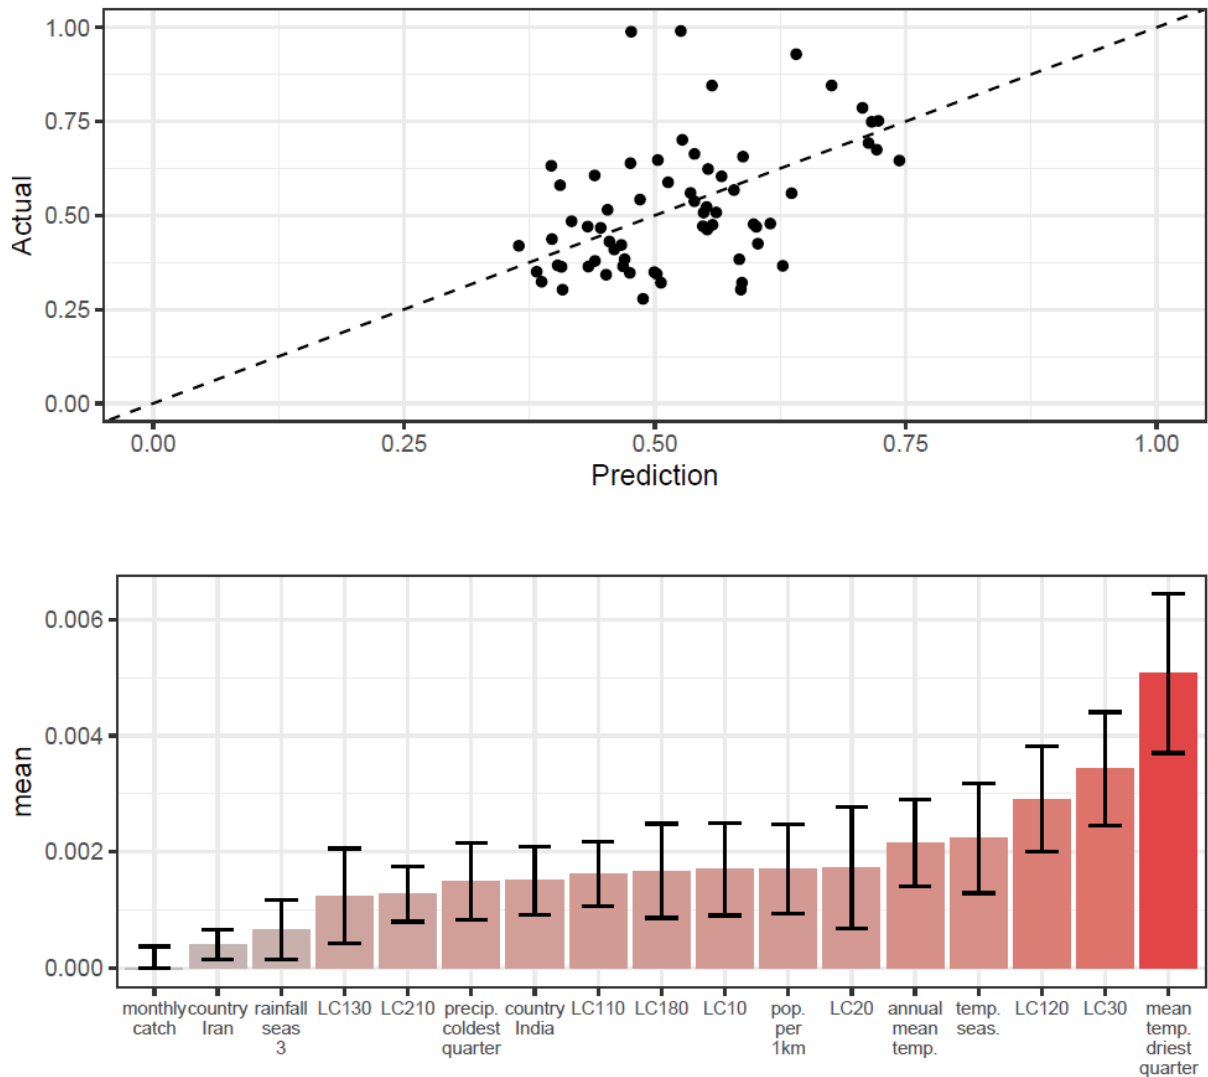 1.00
0.75
0.50
0.25
0.00
Actual
0.00 0.25 0.50 0.75 1.00
Prediction
0.006
0.004
0.002
0.000
mean
monthly catch
country Iran
rainfall seas 3
LC130
LC210
precip. coldest quarter
country India
LC110
LC180
LC10
pop. per 1km
LC20
annual mean temp.
temp. seas.
LC120
LC30
mean temp. driest quarter